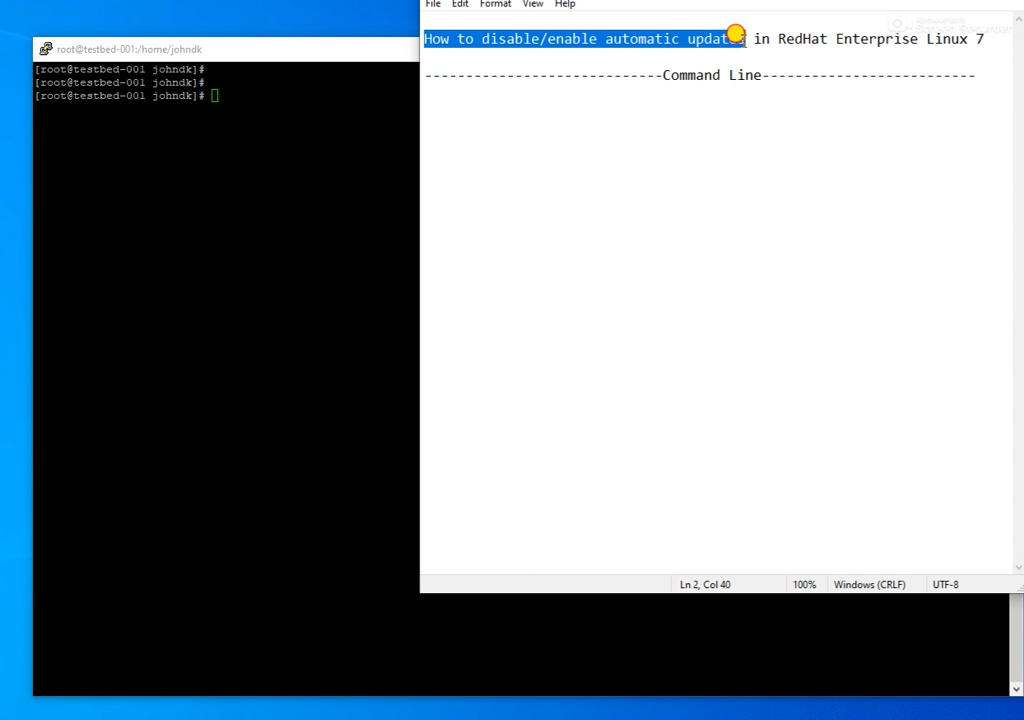 File Edit Format View Help
How to disable/enable automatic updates in RedHat Enterprise Linux 7
----------------------------Command Line--------------------------
root@testbed-001:/home/johndk
[root@testbed-001 johndk]#
[root@testbed-001 johndk]#
[root@testbed-001 johndk]#
Ln 2, Col 40 100% Windows (CRLF) UTF-8